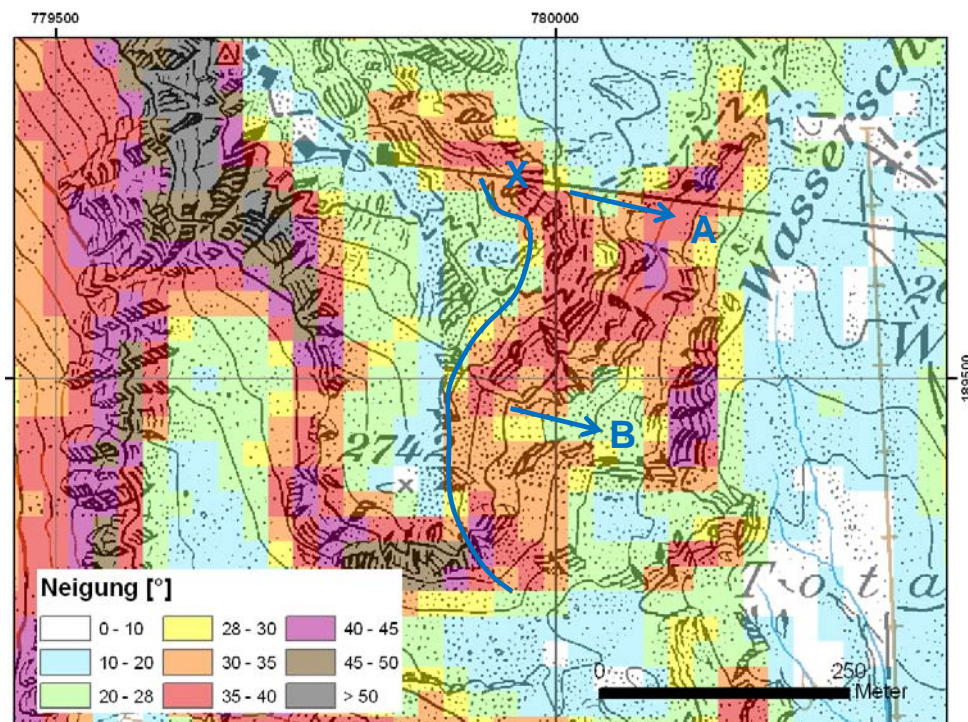 779500
780000
Wassersch
X
A
189500
W
B
2742
Neigung [°]
0 - 10
28 - 30
40 - 45
10 - 20
30 - 35
45 - 50
20 - 28
35 - 40
> 50
T o t a
0
250
Meter